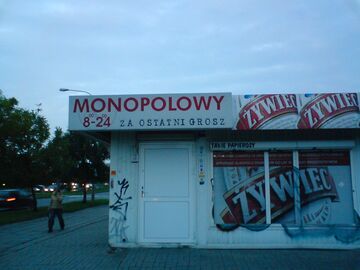 MONOPOLOWY
8-24 ZA OSTATNI GROSZ
ŻYWIEC ŻYWIEC
TANIE PAPIEROSY
ŻYWIEC